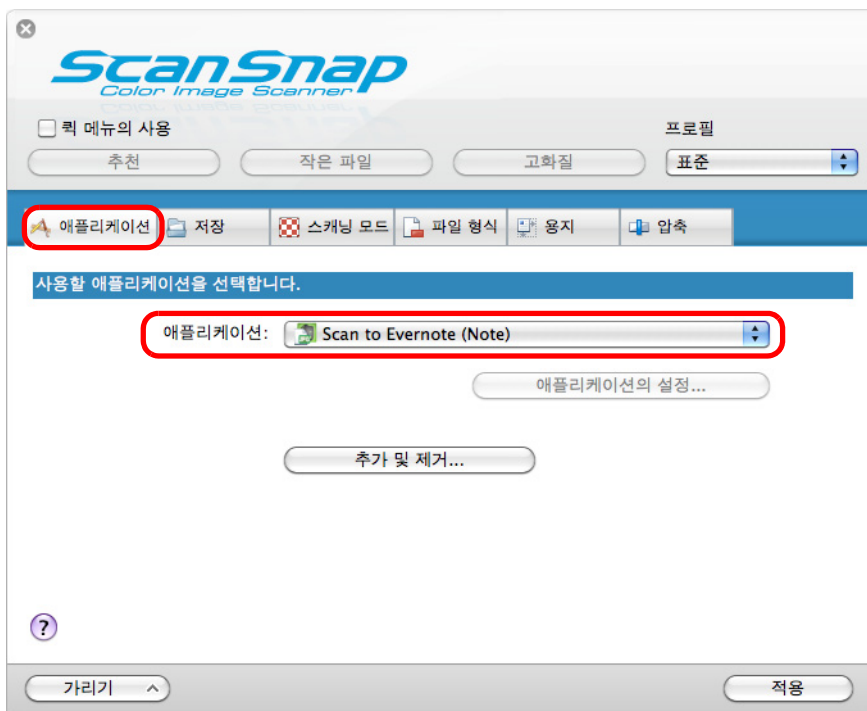 ScanSnap
Color Image Scanner
퀵 메뉴의 사용
프로필
추천
작은 파일
고화질
표준
애플리케이션
저장
스캐닝 모드
파일 형식
용지
압축
사용할 애플리케이션을 선택합니다.
애플리케이션: Scan to Evernote (Note)
애플리케이션의 설정...
추가 및 제거...
?
가리기
적용